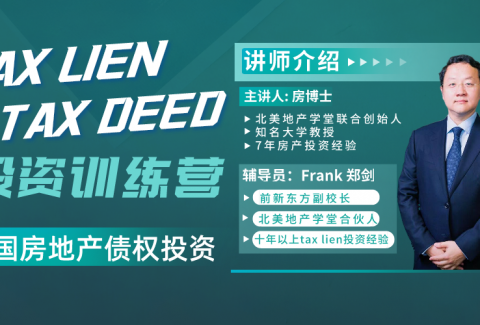 AX LIEN
TAX DEED
投资训练营
国房地产债权投资
讲师介绍
主讲人: 房博士
北美地产学堂联合创始人
知名大学教授
7年房产投资经验
辅导员：Frank 郑剑
前新东方副校长
北美地产学堂合伙人
十年以上tax lien投资经验